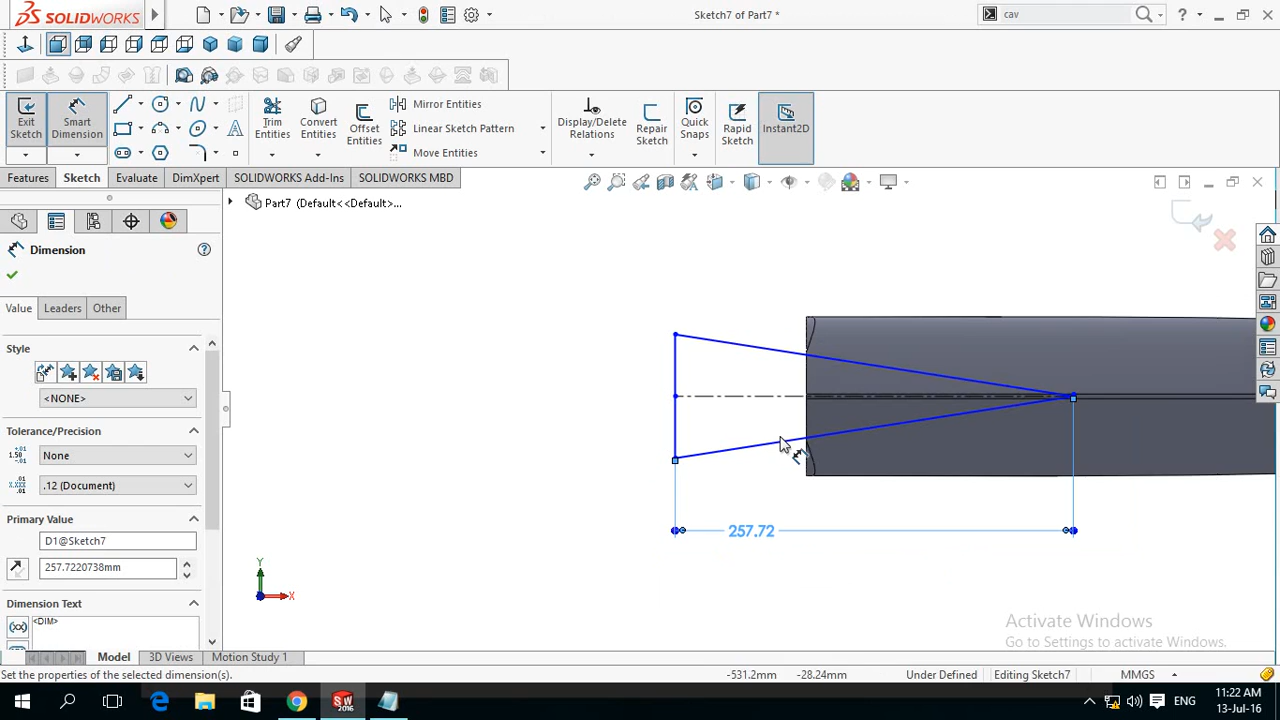 SOLIDWORKS
Sketch7 of Part7 *
cav
Exit Sketch
Smart Dimension
Trim Entities
Convert Entities
Offset Entities
Mirror Entities
Linear Sketch Pattern
Move Entities
Display/Delete Relations
Repair Sketch
Quick Snaps
Rapid Sketch
Instant2D
Features
Sketch
Evaluate
DimXpert
SOLIDWORKS Add-Ins
SOLIDWORKS MBD
Part7 (Default<<Default>...
Dimension
Value
Leaders
Other
Style
<NONE>
Tolerance/Precision
None
.12 (Document)
Primary Value
D1@Sketch7
257.7220738mm
Dimension Text
<DIM>
257.72
Y
X
Activate Windows
Go to Settings to activate Windows.
Model
3D Views
Motion Study 1
Set the properties of the selected dimension(s).
-531.2mm
-28.24mm
Under Defined
Editing Sketch7
MMGS
SW
2016
ENG
11:22 AM
13-Jul-16